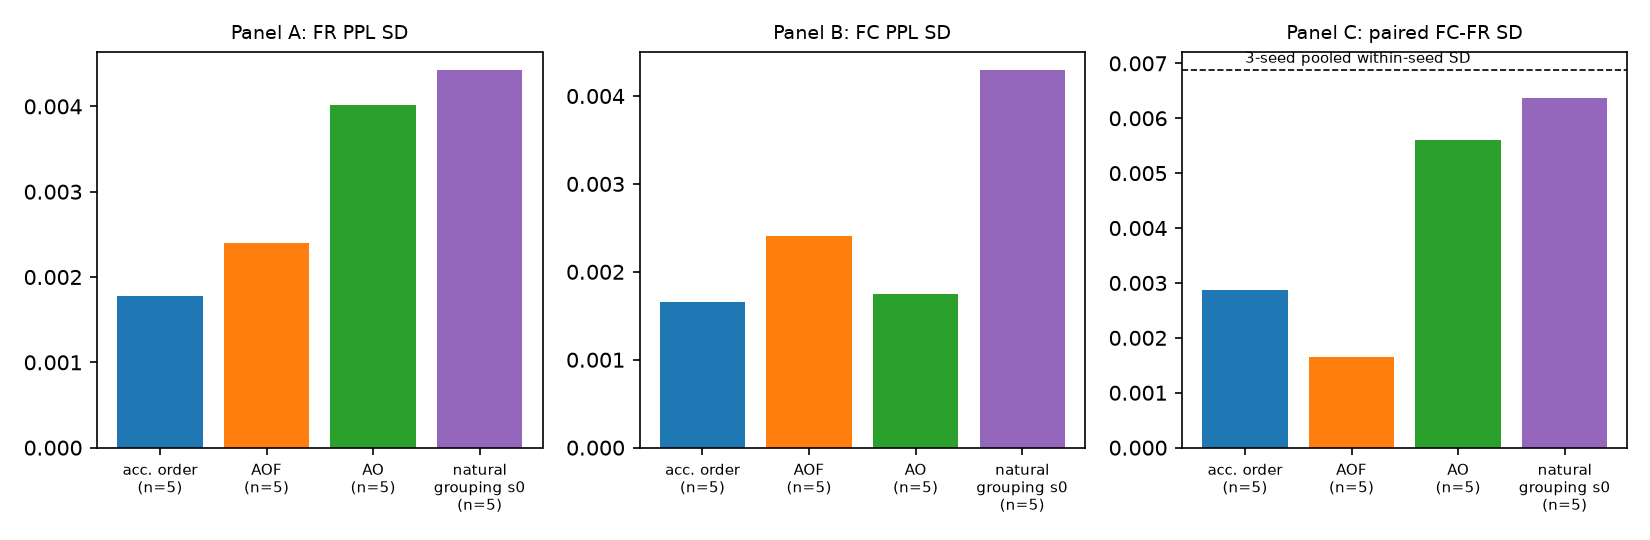 Panel A: FR PPL SD
0.004
0.003
0.002
0.001
0.000
acc. order
(n=5)
AOF
(n=5)
AO
(n=5)
natural
grouping s0
(n=5)
Panel B: FC PPL SD
0.004
0.003
0.002
0.001
0.000
acc. order
(n=5)
AOF
(n=5)
AO
(n=5)
natural
grouping s0
(n=5)
Panel C: paired FC-FR SD
3-seed pooled within-seed SD
0.007
0.006
0.005
0.004
0.003
0.002
0.001
0.000
acc. order
(n=5)
AOF
(n=5)
AO
(n=5)
natural
grouping s0
(n=5)